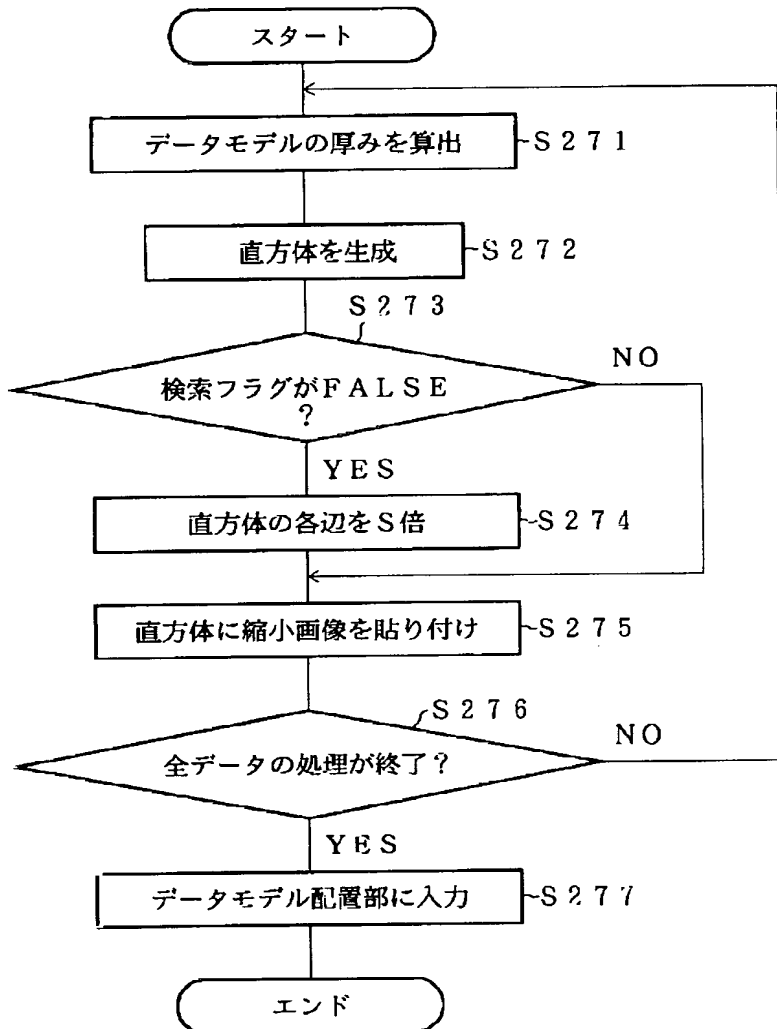 スタート
データモデルの厚みを算出 S271
直方体を生成 S272
S273
検索フラグがFALSE
?
NO
YES
直方体の各辺をS倍 S274
直方体に縮小画像を貼り付け S275
S276
全データの処理が終了?
NO
YES
データモデル配置部に入力 S277
エンド